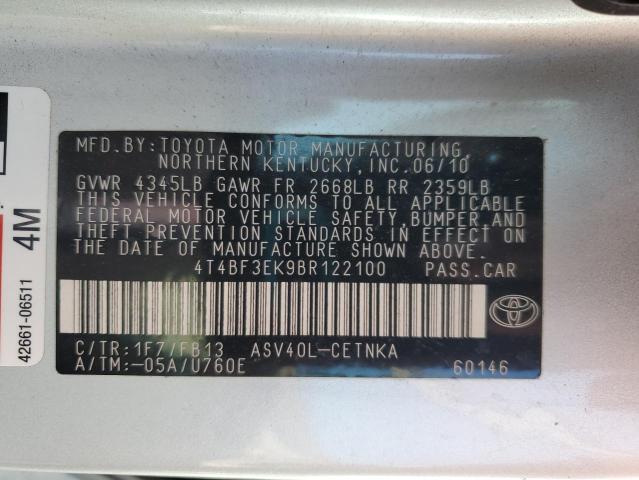 MFD.BY: TOYOTA MOTOR MANUFACTURING
NORTHERN KENTUCKY, INC. 06/10
GVWR 4345LB GAWR FR 2668LB RR 2359LB
THIS VEHICLE CONFORMS TO ALL APPLICABLE
FEDERAL MOTOR VEHICLE SAFETY, BUMPER, AND
THEFT PREVENTION STANDARDS IN EFFECT ON
THE DATE OF MANUFACTURE SHOWN ABOVE.
4T4BF3EK9BR122100 PASS.CAR
C/TR: 1F7/FB13 ASV40L-CETNKA
A/TM: -05A/U760E 60146
4M
42661-06511